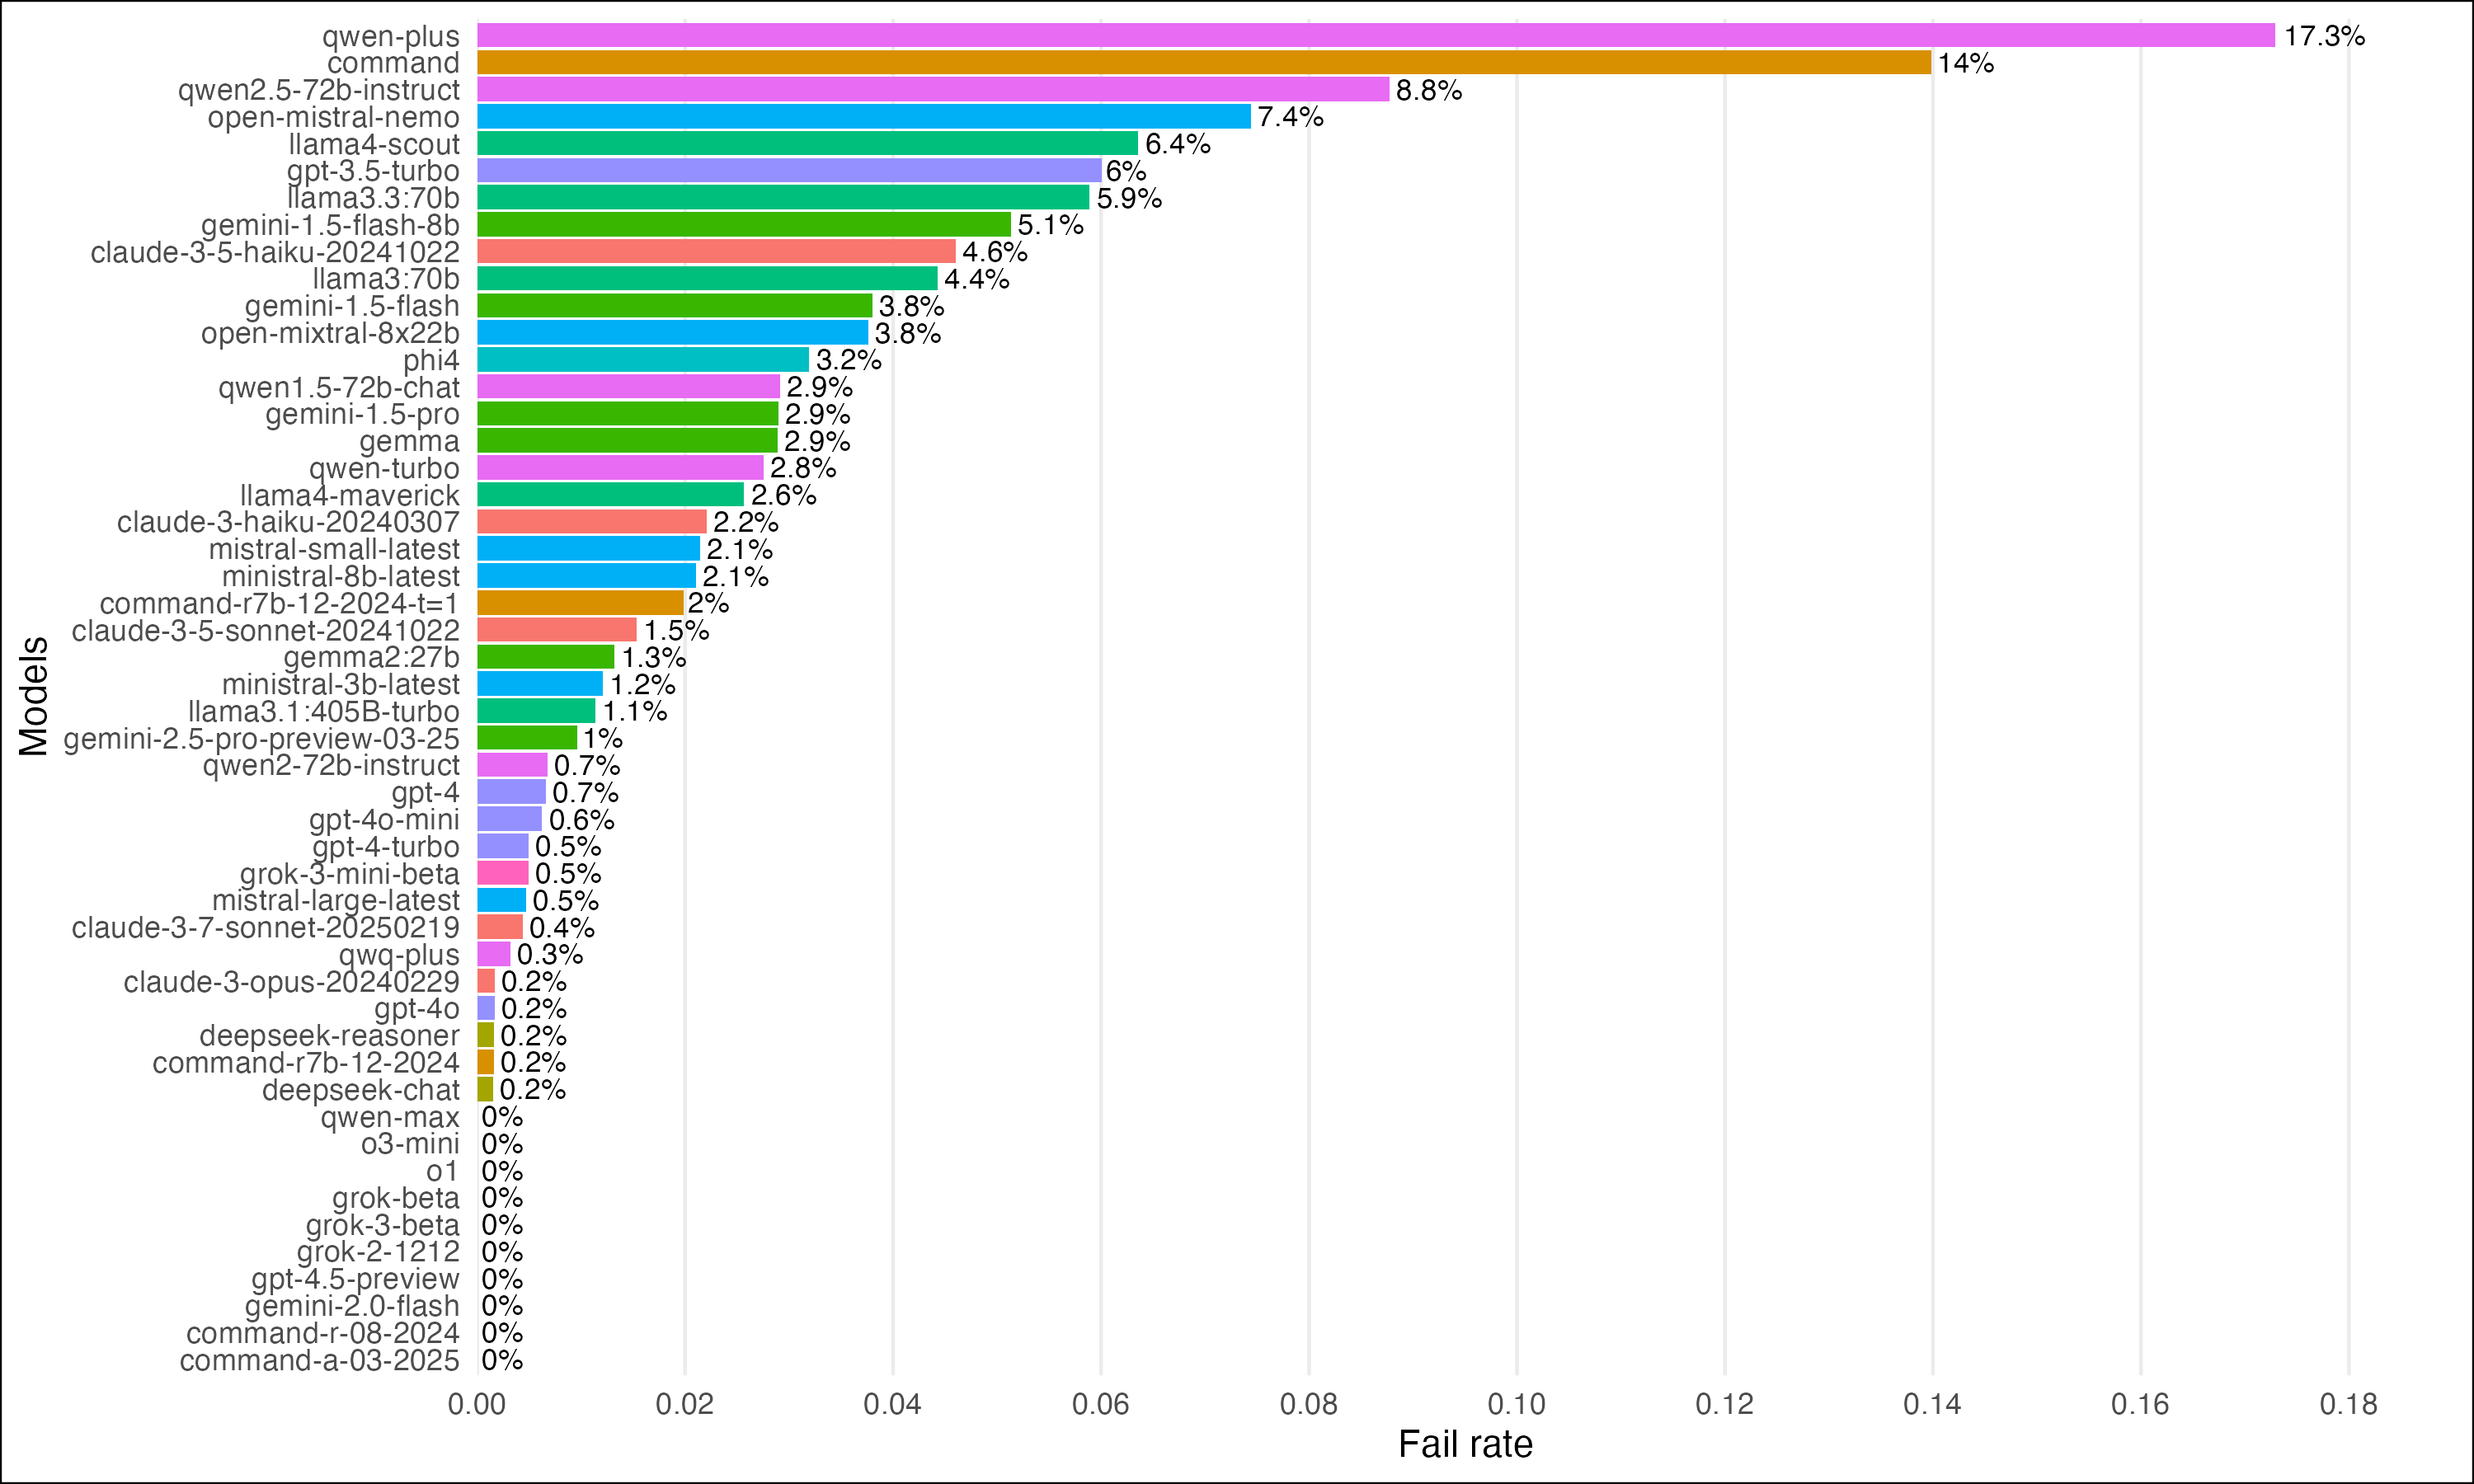 qwen-plus 17.3%
command 14%
qwen2.5-72b-instruct 8.8%
open-mistral-nemo 7.4%
llama4-scout 6.4%
gpt-3.5-turbo 6%
llama3.3:70b 5.9%
gemini-1.5-flash-8b 5.1%
claude-3-5-haiku-20241022 4.6%
llama3:70b 4.4%
gemini-1.5-flash 3.8%
open-mixtral-8x22b 3.8%
phi4 3.2%
qwen1.5-72b-chat 2.9%
gemini-1.5-pro 2.9%
gemma 2.9%
qwen-turbo 2.8%
llama4-maverick 2.6%
claude-3-haiku-20240307 2.2%
mistral-small-latest 2.1%
ministral-8b-latest 2.1%
command-r7b-12-2024-t=1 2%
claude-3-5-sonnet-20241022 1.5%
gemma2:27b 1.3%
ministral-3b-latest 1.2%
llama3.1:405B-turbo 1.1%
gemini-2.5-pro-preview-03-25 1%
qwen2-72b-instruct 0.7%
gpt-4 0.7%
gpt-4o-mini 0.6%
gpt-4-turbo 0.5%
grok-3-mini-beta 0.5%
mistral-large-latest 0.5%
claude-3-7-sonnet-20250219 0.4%
qwq-plus 0.3%
claude-3-opus-20240229 0.2%
gpt-4o 0.2%
deepseek-reasoner 0.2%
command-r7b-12-2024 0.2%
deepseek-chat 0.2%
qwen-max 0%
o3-mini 0%
o1 0%
grok-beta 0%
grok-3-beta 0%
grok-2-1212 0%
gpt-4.5-preview 0%
gemini-2.0-flash 0%
command-r-08-2024 0%
command-a-03-2025 0%
Models
0.00 0.02 0.04 0.06 0.08 0.10 0.12 0.14 0.16 0.18
Fail rate